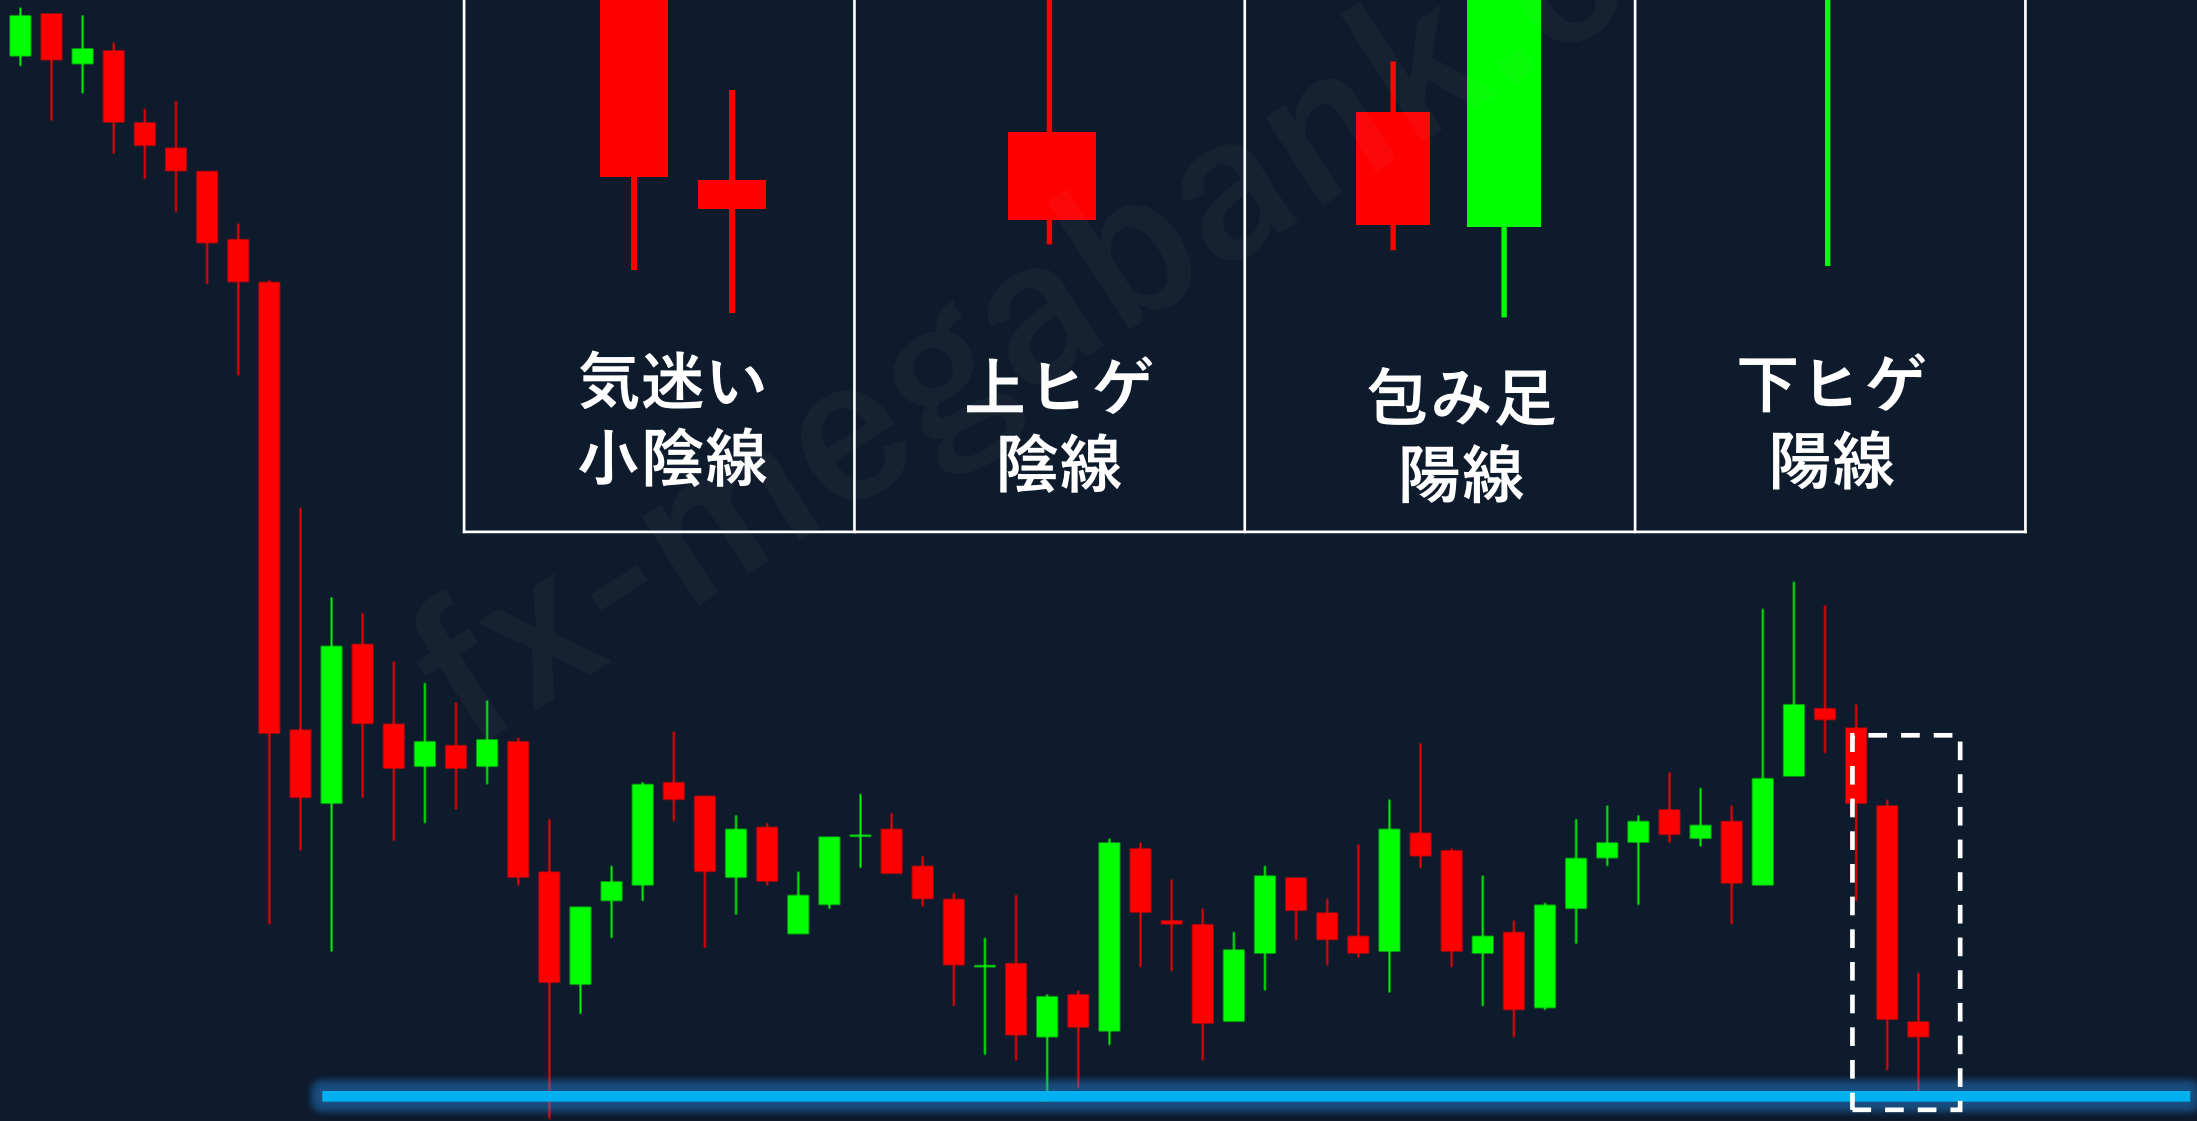 気迷い
小陰線
上ヒゲ
陰線
包み足
陽線
下ヒゲ
陽線
fx-megabank.c